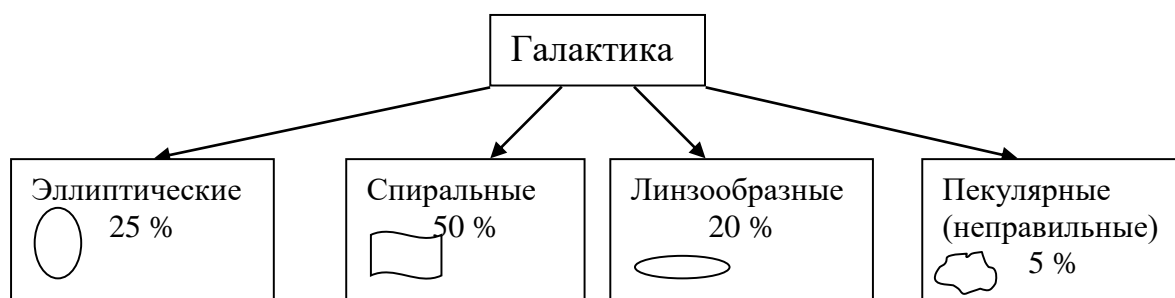 Галактика
Эллиптические
25 %
Спиральные
50 %
Линзообразные
20 %
Пекулярные
(неправильные)
5 %